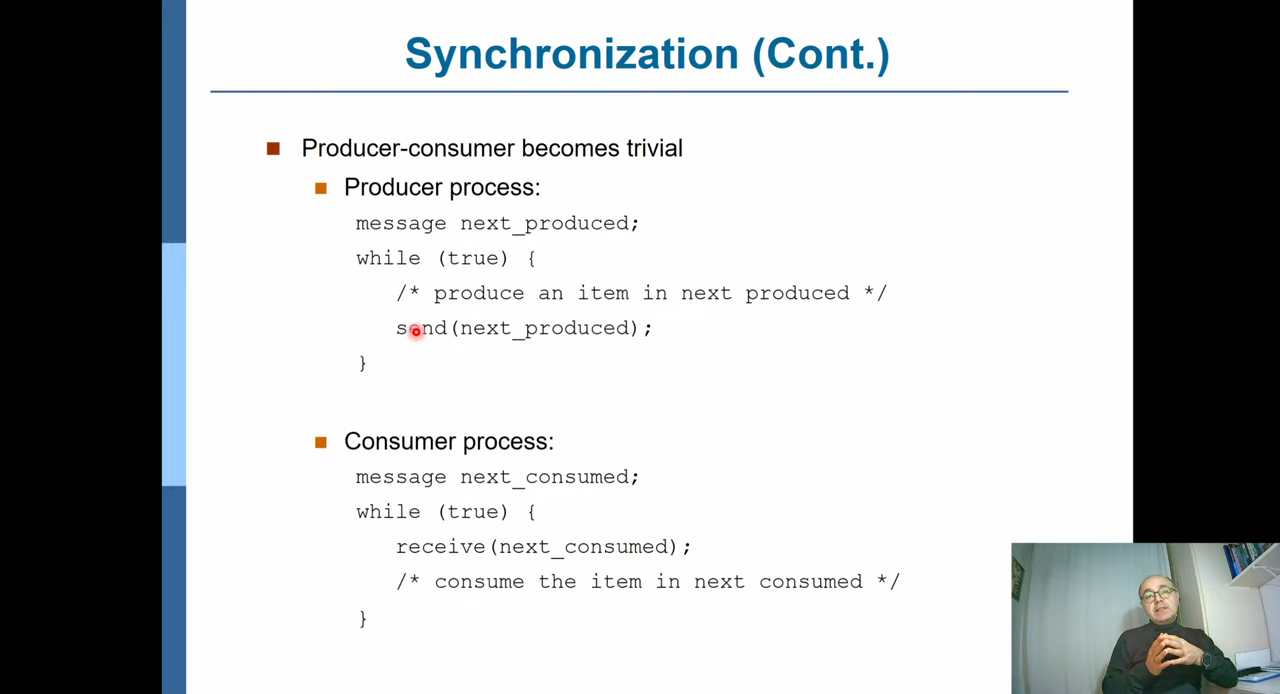 Synchronization (Cont.)
Producer-consumer becomes trivial
Producer process:
message next_produced;
while (true) {
/* produce an item in next produced */
send(next_produced);
}
Consumer process:
message next_consumed;
while (true) {
receive(next_consumed);
/* consume the item in next consumed */
}